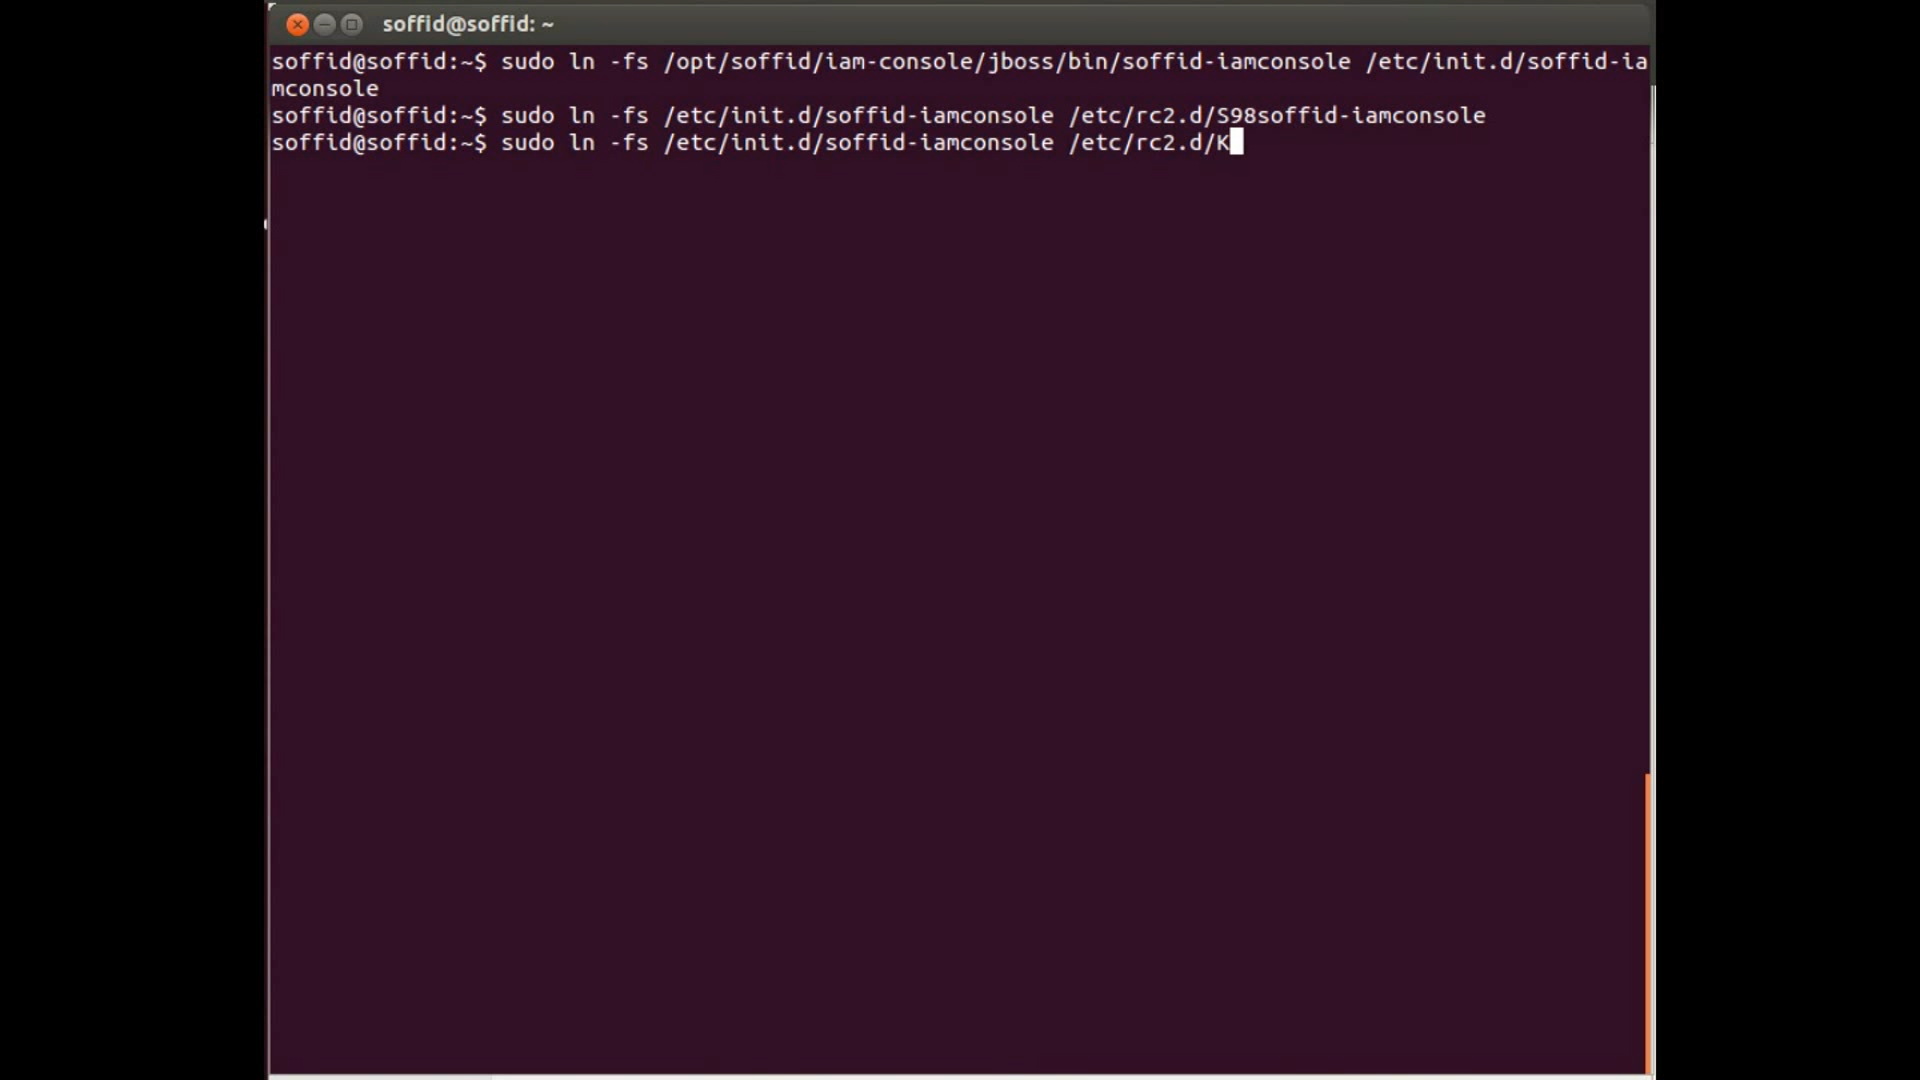 soffid@soffid: ~
soffid@soffid:~$ sudo ln -fs /opt/soffid/iam-console/jboss/bin/soffid-iamconsole /etc/init.d/soffid-ia
mconsole
soffid@soffid:~$ sudo ln -fs /etc/init.d/soffid-iamconsole /etc/rc2.d/S98soffid-iamconsole
soffid@soffid:~$ sudo ln -fs /etc/init.d/soffid-iamconsole /etc/rc2.d/K